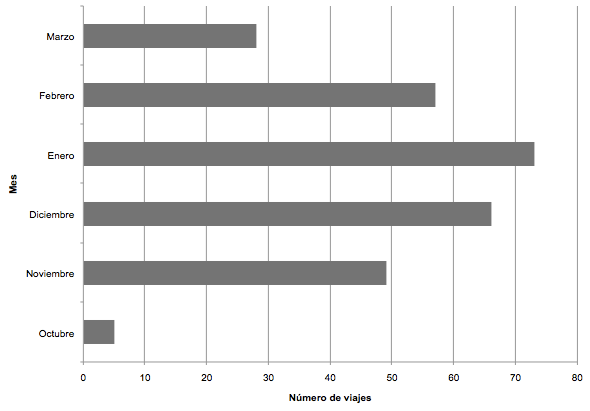 Marzo
Febrero
Enero
Diciembre
Noviembre
Octubre
Mes
0 10 20 30 40 50 60 70 80
Número de viajes